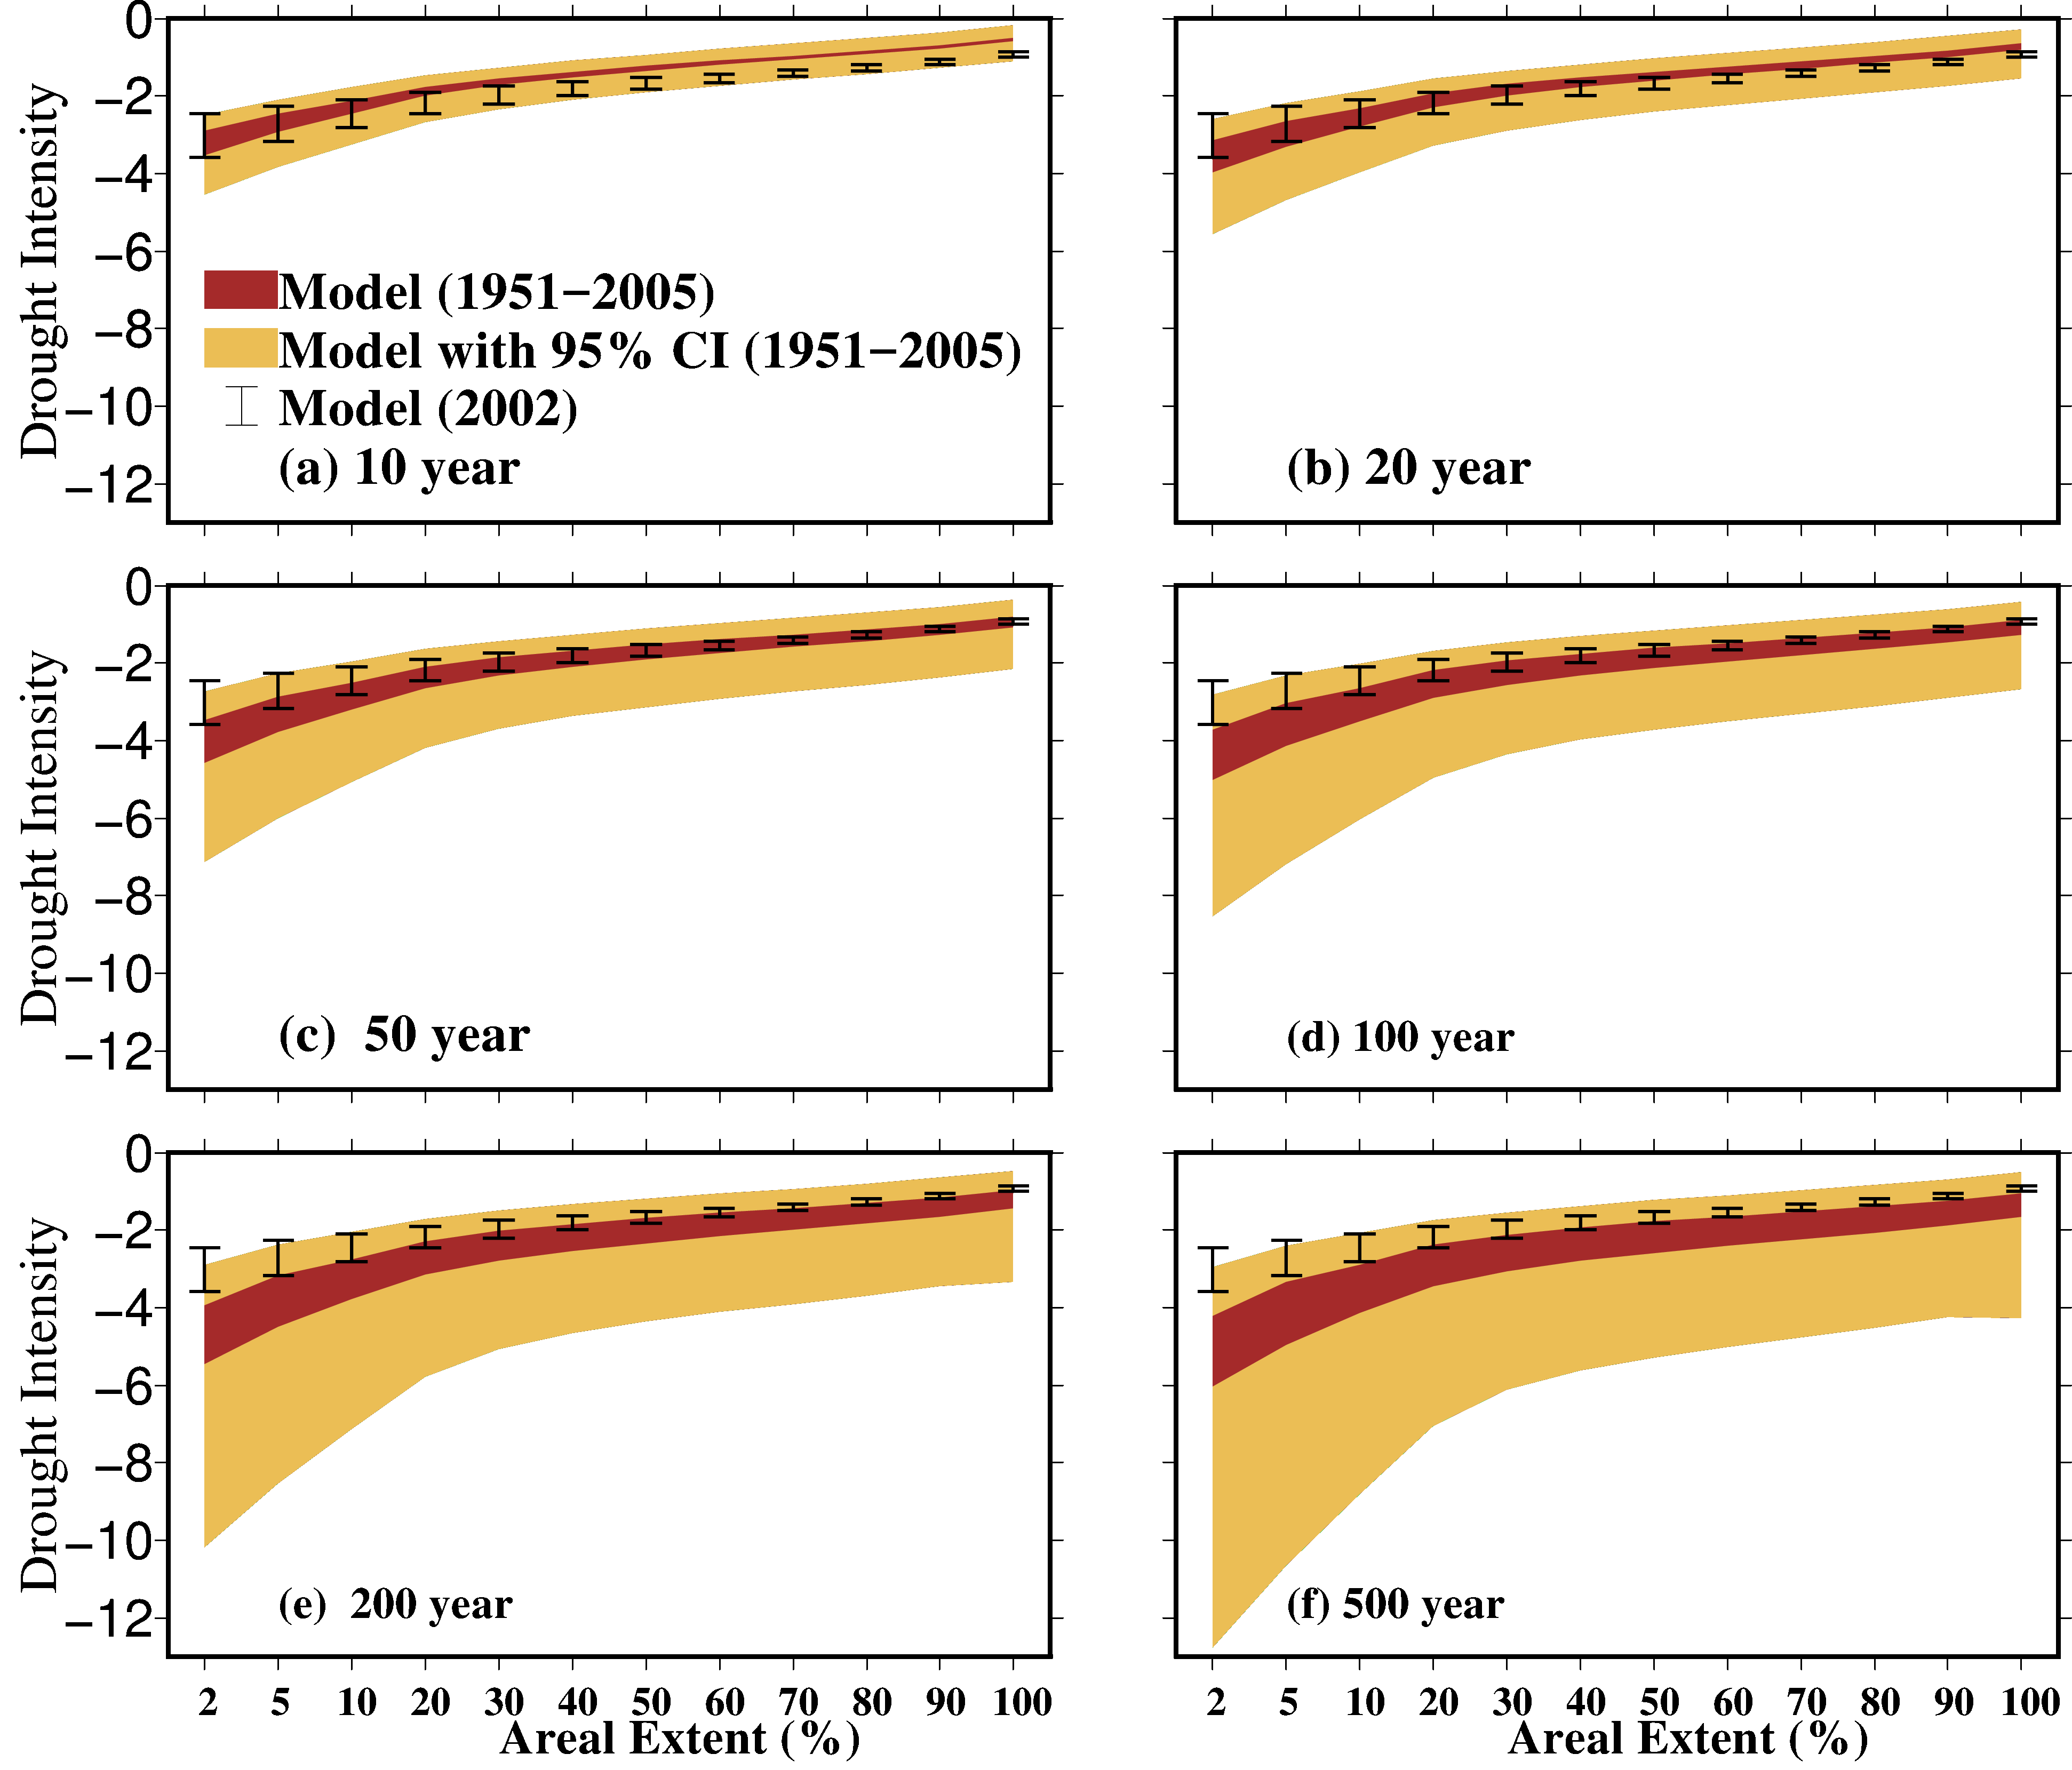 0
−2
−4
−6
−8
−10
−12
Drought Intensity
Model (1951−2005)
Model with 95% CI (1951−2005)
Model (2002)
(a) 10 year
(b) 20 year
0
−2
−4
−6
−8
−10
−12
Drought Intensity
(c) 50 year
(d) 100 year
0
−2
−4
−6
−8
−10
−12
Drought Intensity
(e) 200 year
(f) 500 year
2 5 10 20 30 40 50 60 70 80 90 100
Areal Extent (%)
2 5 10 20 30 40 50 60 70 80 90 100
Areal Extent (%)